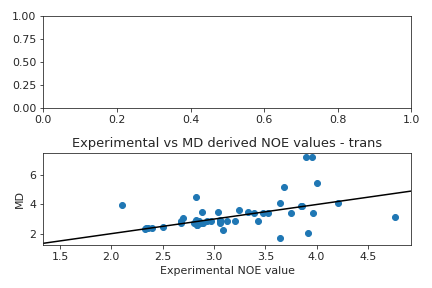 1.00
0.75
0.50
0.25
0.00
0.0 0.2 0.4 0.6 0.8 1.0
Experimental vs MD derived NOE values - trans
6
4
2
MD
1.5 2.0 2.5 3.0 3.5 4.0 4.5
Experimental NOE value